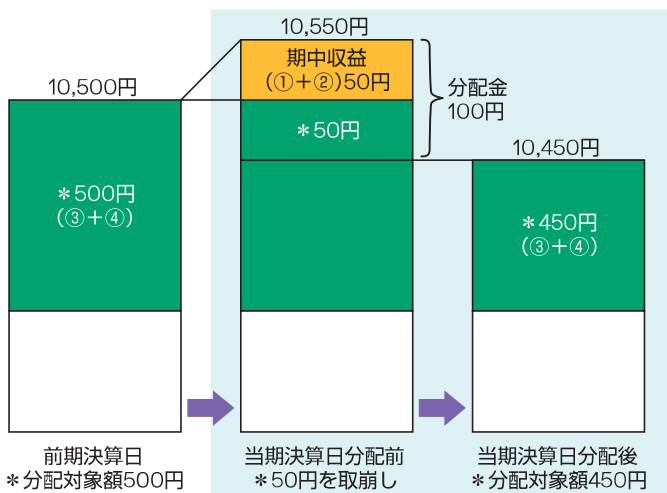 10,550円
期中収益
(①+②)50円
分配金
100円
10,500円
＊50円
10,450円
＊500円
(③+④)
＊450円
(③+④)
前期決算日
＊分配対象額500円
当期決算日分配前
＊50円を取崩し
当期決算日分配後
＊分配対象額450円